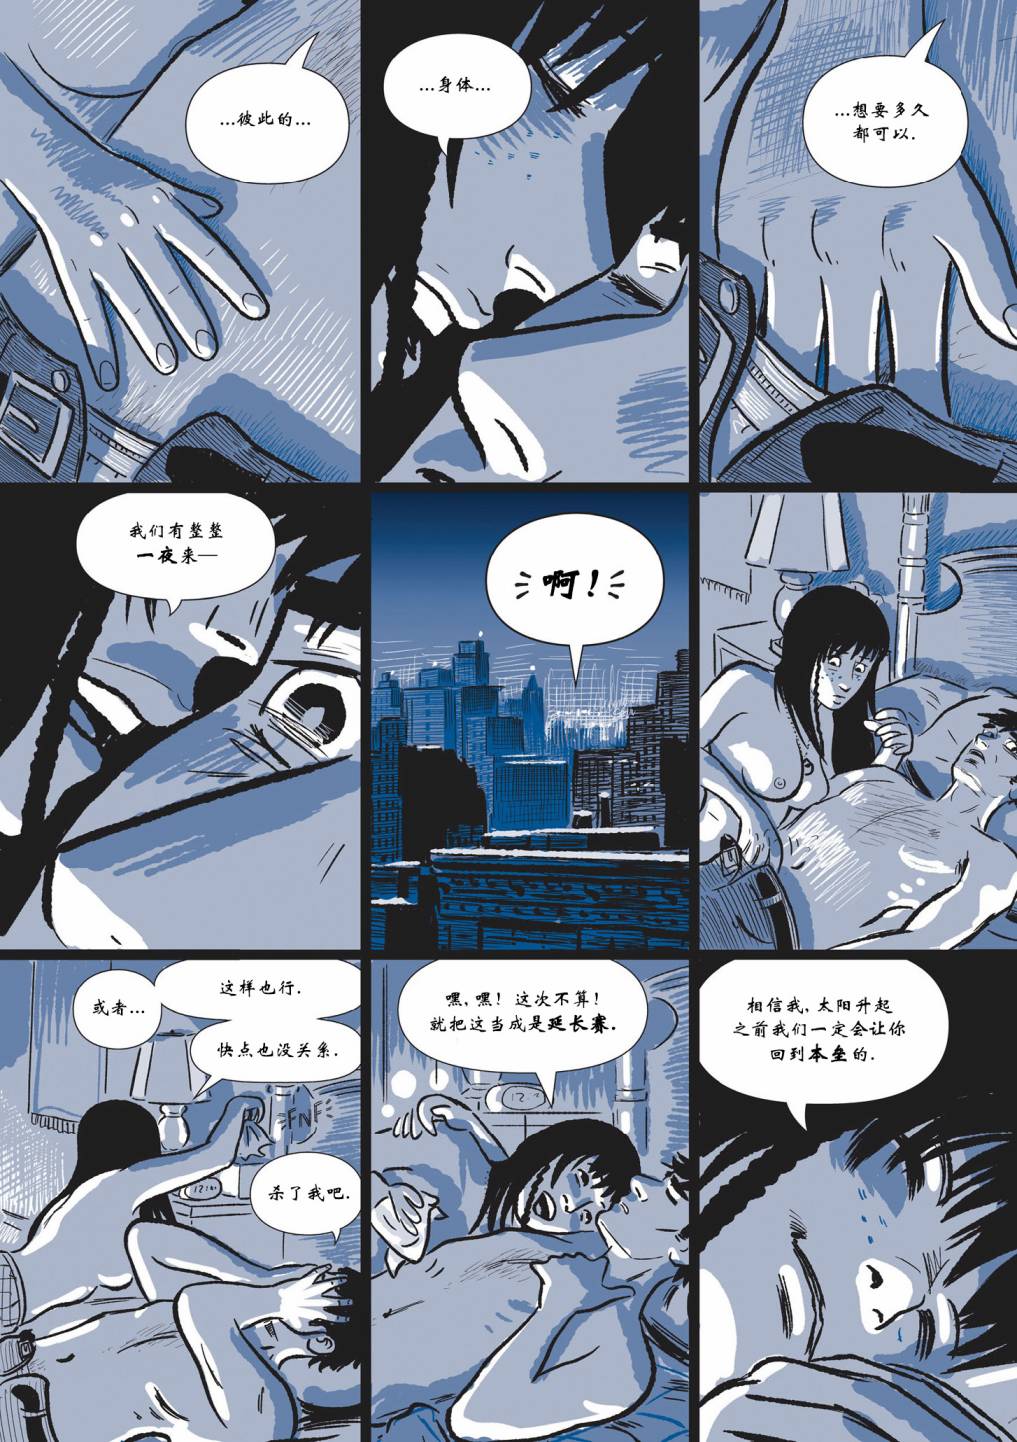 …彼此的…
…身体…
…想要多久
都可以.
我们有整整
一夜来—
啊！
或者…
这样也行.
快点也没关系.
FNF
12:10
杀了我吧.
嘿,嘿！这次不算！
就把这当成是延长赛.
相信我,太阳升起
之前我们一定会让你
回到本垒的.